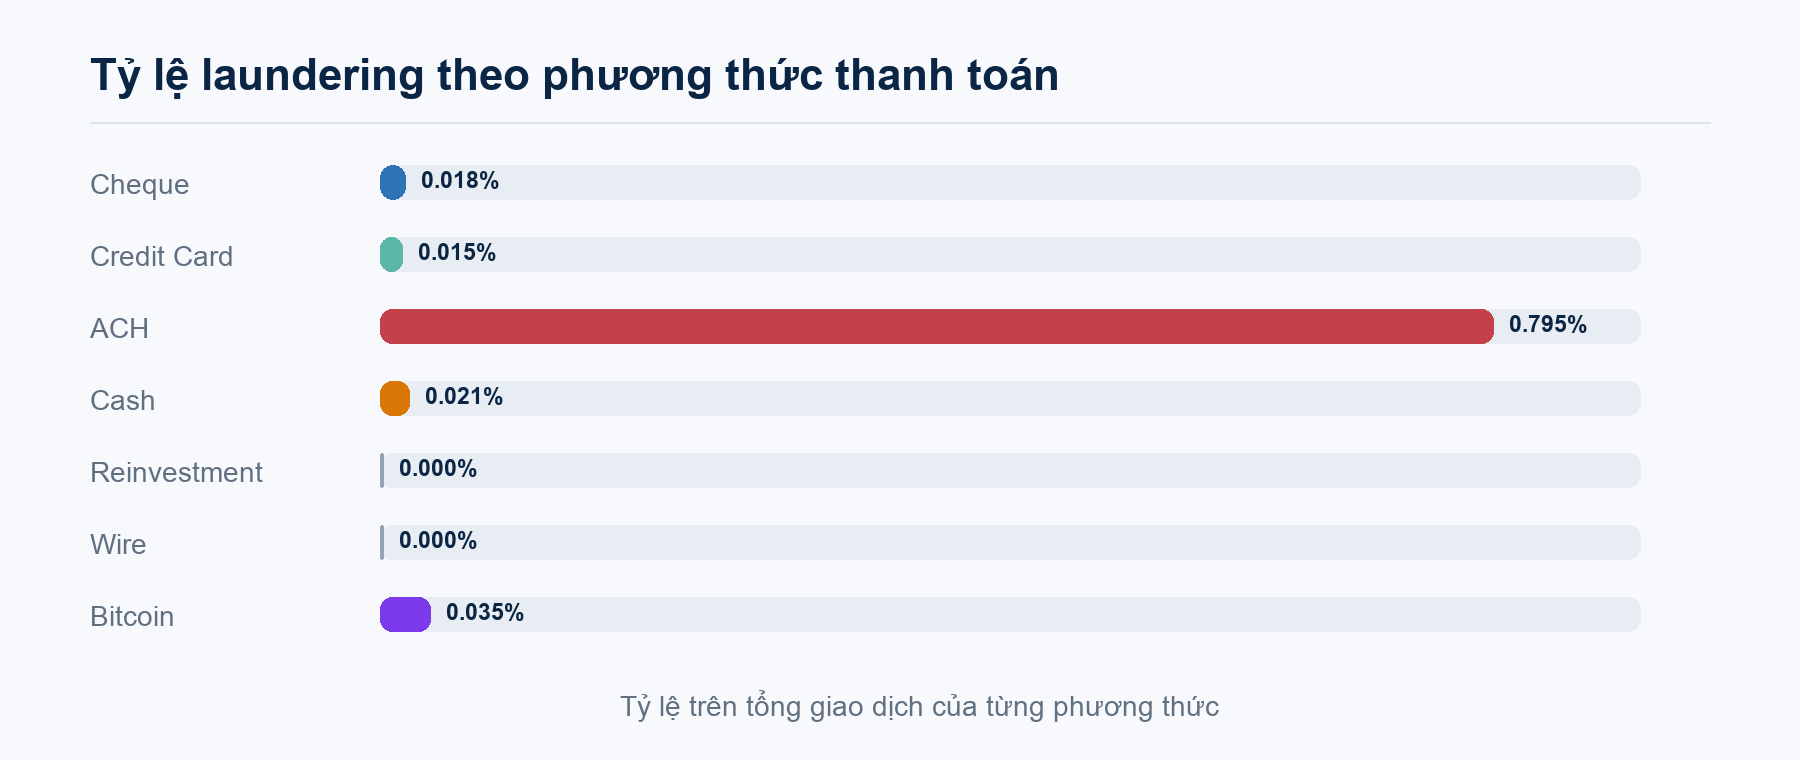 Tỷ lệ laundering theo phương thức thanh toán
Cheque 0.018%
Credit Card 0.015%
ACH 0.795%
Cash 0.021%
Reinvestment 0.000%
Wire 0.000%
Bitcoin 0.035%
Tỷ lệ trên tổng giao dịch của từng phương thức